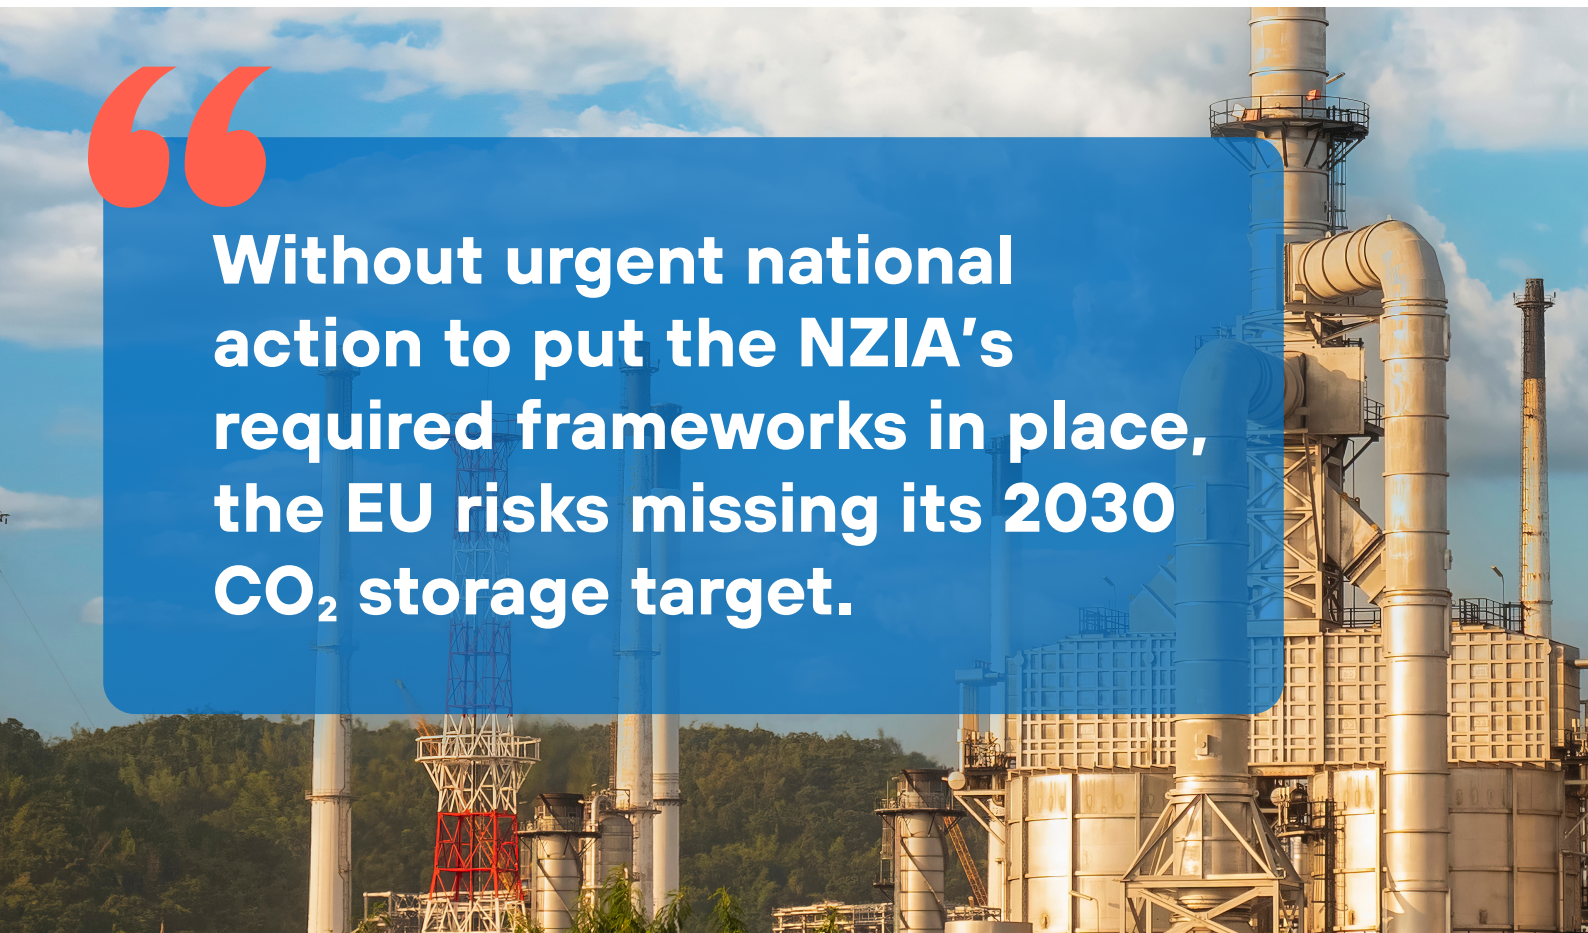 “
Without urgent national
action to put the NZIA’s
required frameworks in place,
the EU risks missing its 2030
CO₂ storage target.